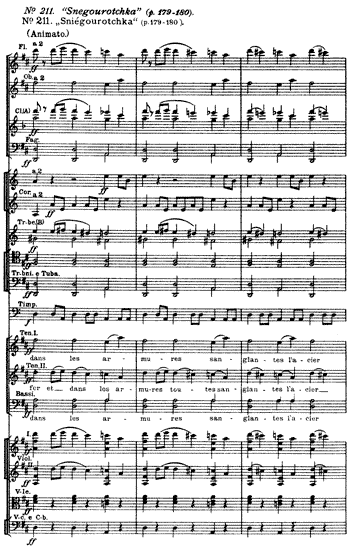 Nº 211. "Snegourotchka" (p. 179-180).
Nº 211. „Sniégourotchka" (p. 179-180).
(Animato.)
Fl. a 2
ff
Ob. a 2
ff
Cl(A) a 2
ff
Fag.
ff
a 2
ff
Cor. a 2
ff
Tr-be(B)
ff
Tr-bni. e Tuba.
ff
Timp.
ff
Ten.I.
ff
dans les ar - mu - res san - glan - tes l'a - cier
Ten.II.
ff
fer et dans les ar - mu-res tou - tes san - glan - tes l'a - cier
Bassi.
ff
dans les ar - mu - res san - glan - tes l'a - cier
ff
Viol.
ff
V-le.
ff
V-c. e C-b.
ff